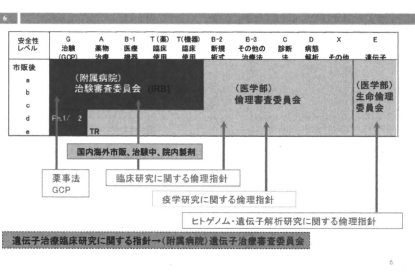 6
安全性 レベル
G 治験 (GCP)
A 薬物 治療
B-1 医療 機器
T(薬) 臨床 使用
T(機器) 臨床 使用
B-2 新規 術式
B-3 その他の 治療法
C 診断 法
D 病態 解析
X その他
E 遺伝子
市販後
a
b
c
d
e
(附属病院)
治験審査委員会 (IRB)
(医学部)
倫理審査委員会
(医学部)
生命倫理
委員会
Ph.1/ 2
TR
国内海外市販、治験中、院内製剤
薬事法
GCP
臨床研究に関する倫理指針
疫学研究に関する倫理指針
ヒトゲノム・遺伝子解析研究に関する倫理指針
遺伝子治療臨床研究に関する指針→(附属病院)遺伝子治療審査委員会
6